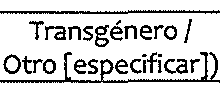 Transgénero /
Otro [especificar])